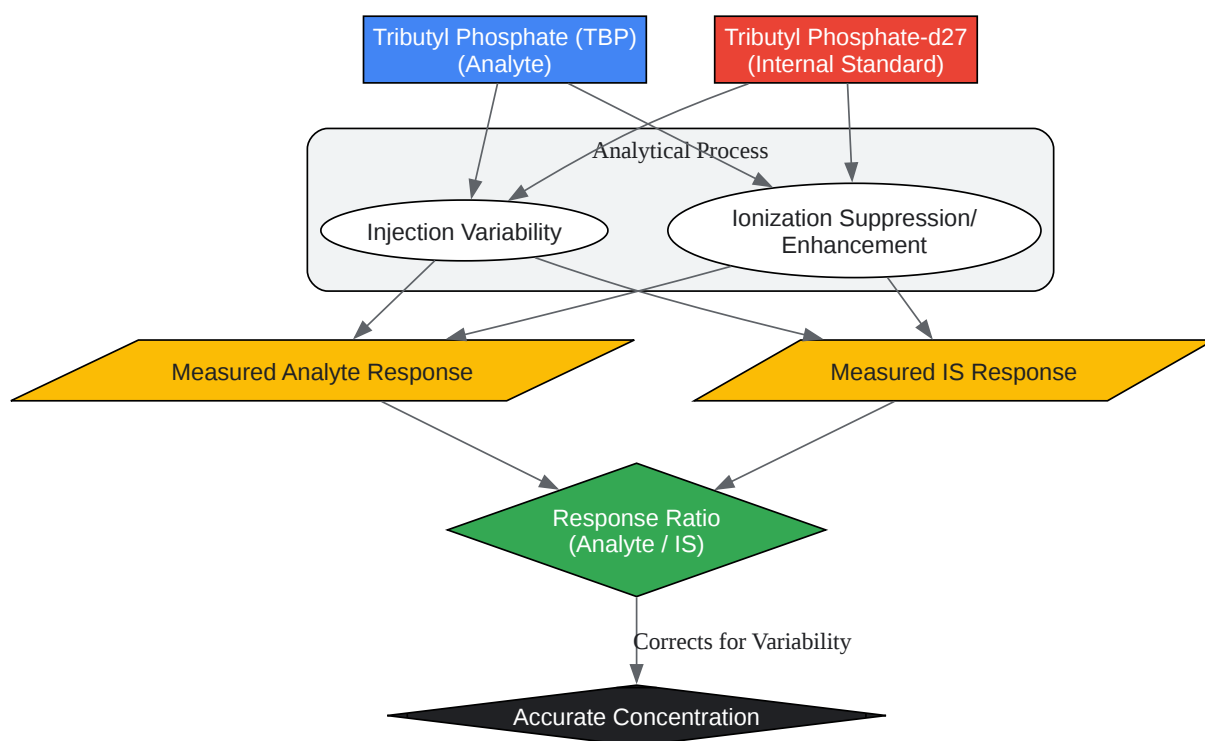 Tributyl Phosphate (TBP)
(Analyte)
Tributyl Phosphate-d27
(Internal Standard)
Analytical Process
Injection Variability
Ionization Suppression/
Enhancement
Measured Analyte Response
Measured IS Response
Response Ratio
(Analyte / IS)
Corrects for Variability
Accurate Concentration